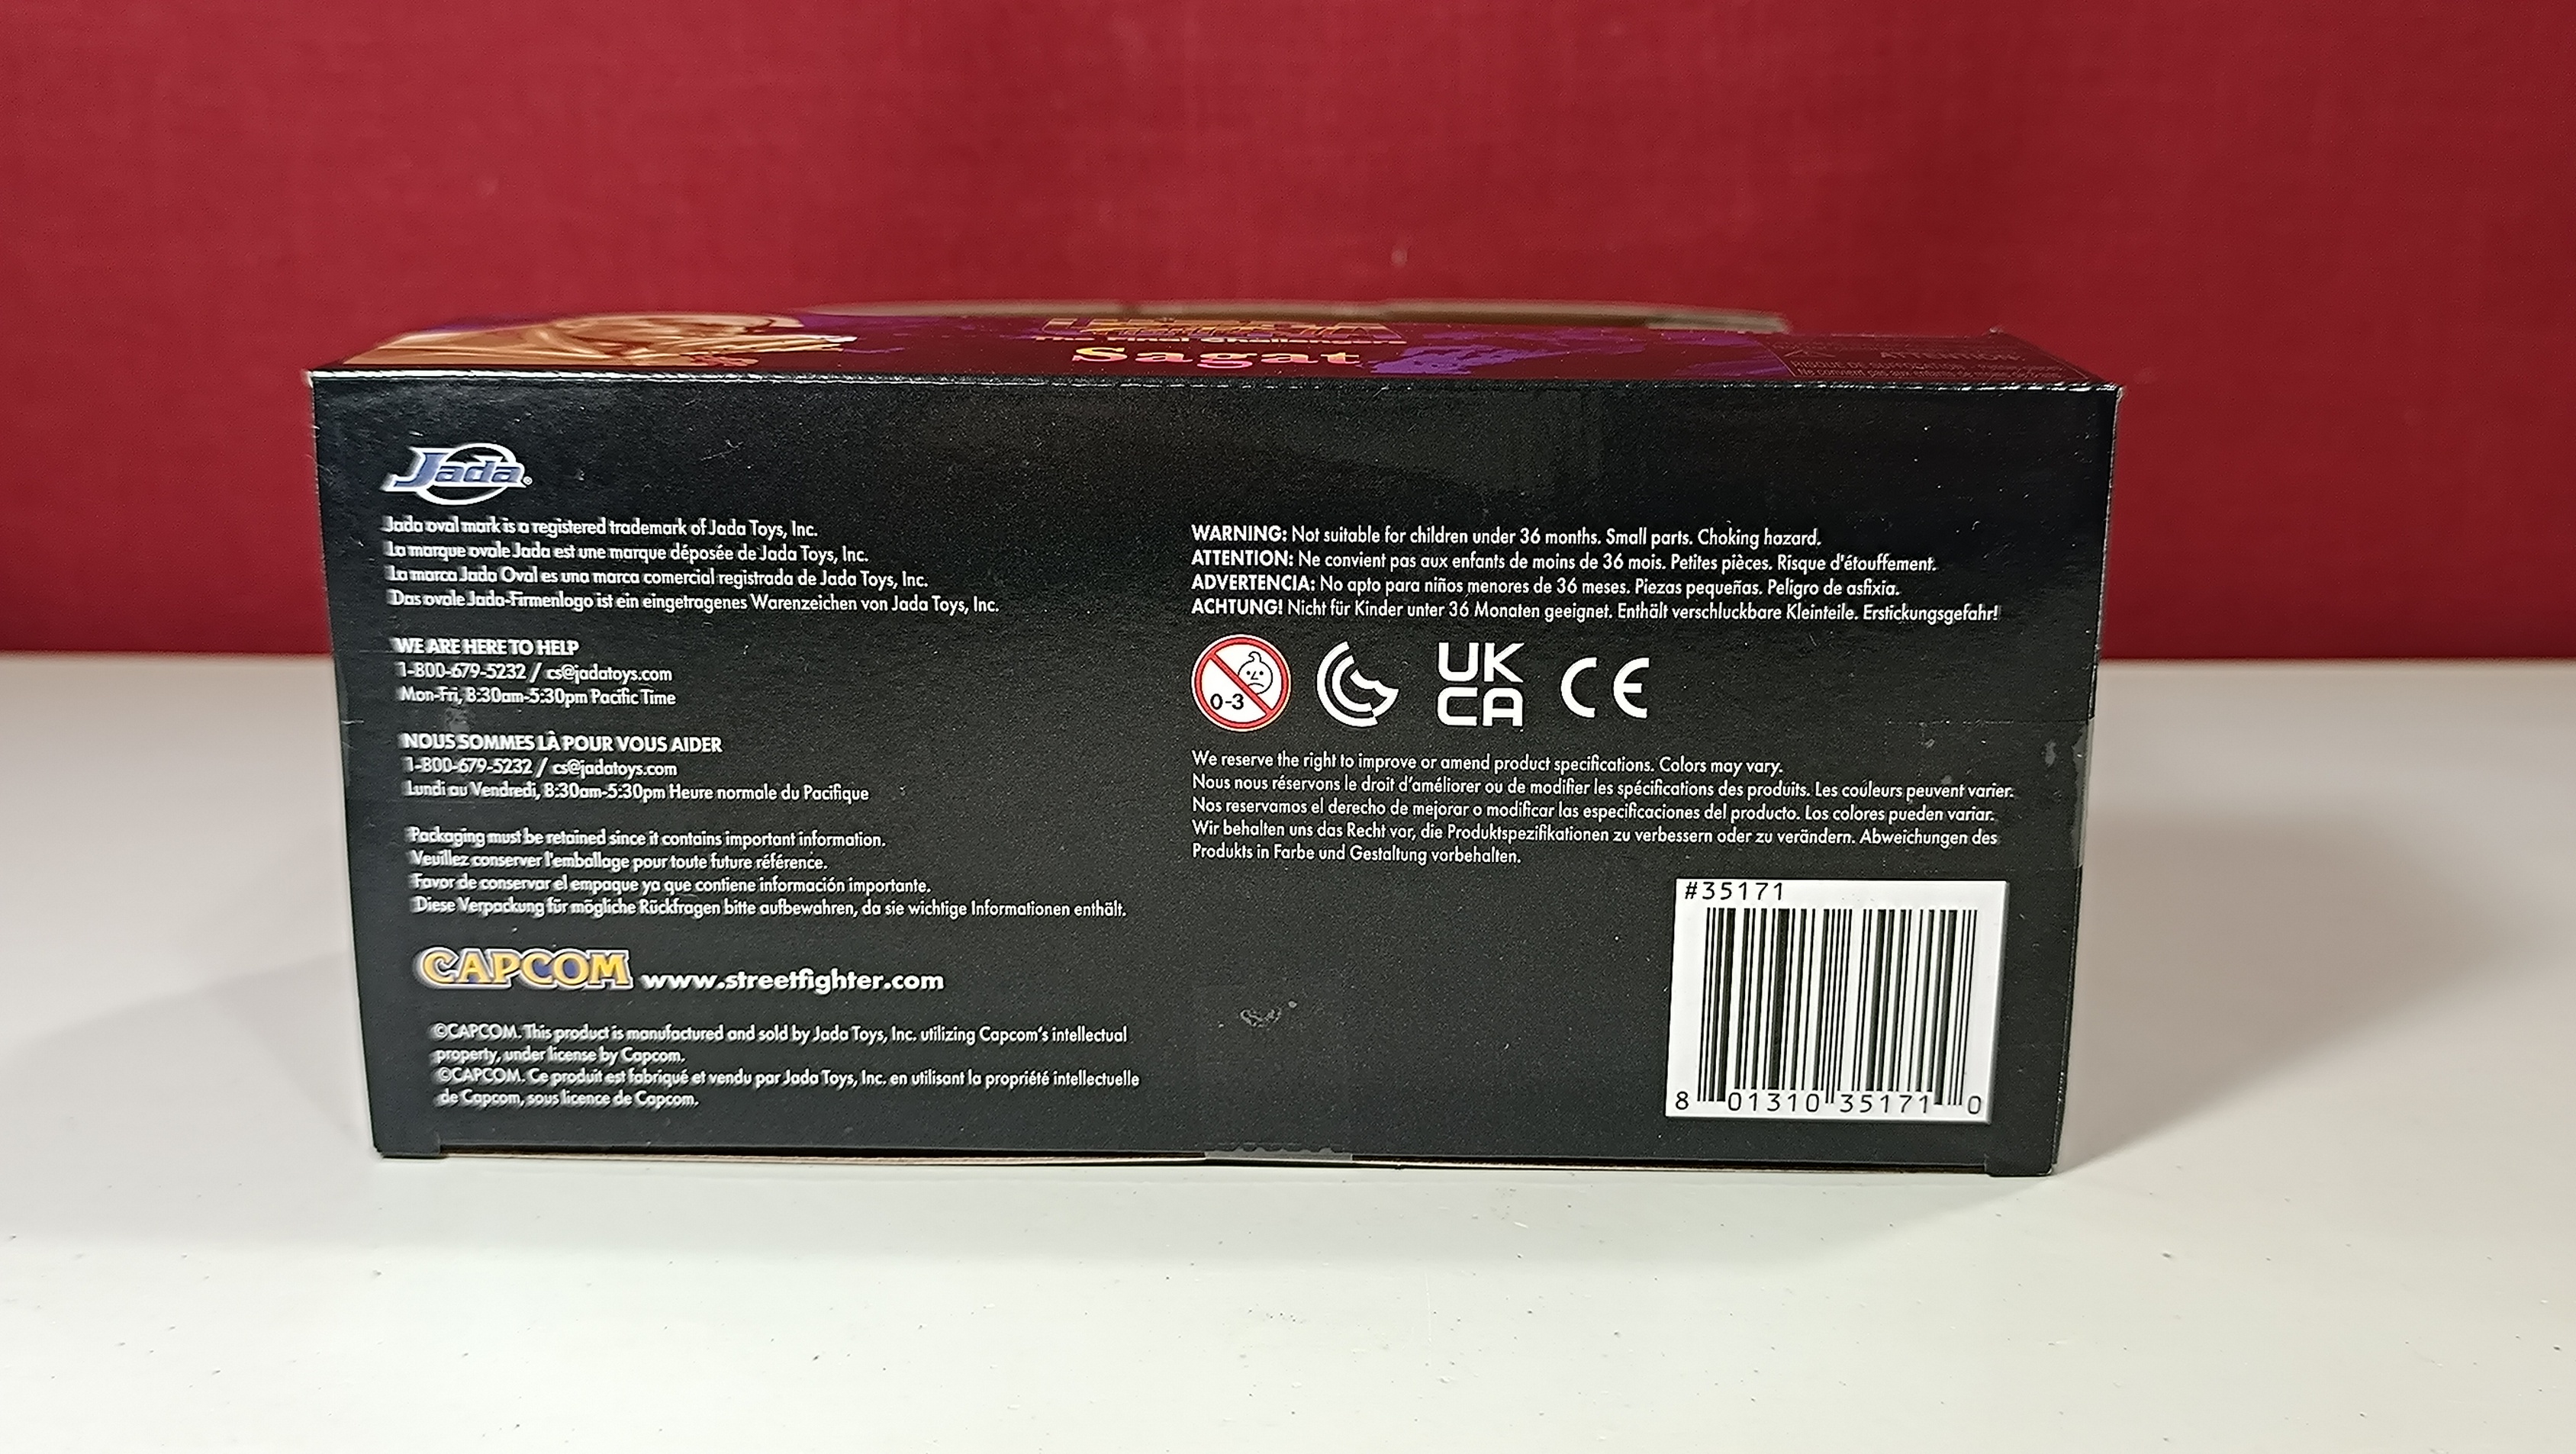 The Final Challengers
Sagat
ATTENTION
Jada®
Jada oval mark is a registered trademark of Jada Toys, Inc.
La marque ovale Jada est une marque déposée de Jada Toys, Inc.
La marca Jada Oval es una marca comercial registrada de Jada Toys, Inc.
Das ovale Jada-Firmenlogo ist ein eingetragenes Warenzeichen von Jada Toys, Inc.
WE ARE HERE TO HELP
1-800-679-5232 / cs@jadatoys.com
Mon-Fri, 8:30am-5:30pm Pacific Time
NOUS SOMMES LÀ POUR VOUS AIDER
1-800-679-5232 / cs@jadatoys.com
Lundi au Vendredi, 8:30am-5:30pm Heure normale du Pacifique
Packaging must be retained since it contains important information.
Veuillez conserver l'emballage pour toute future référence.
Favor de conservar el empaque ya que contiene información importante.
Diese Verpackung für mögliche Rückfragen bitte aufbewahren, da sie wichtige Informationen enthält.
CAPCOM www.streetfighter.com
©CAPCOM. This product is manufactured and sold by Jada Toys, Inc. utilizing Capcom's intellectual
property, under license by Capcom.
©CAPCOM. Ce produit est fabriqué et vendu par Jada Toys, Inc. en utilisant la propriété intellectuelle
de Capcom, sous licence de Capcom.
WARNING: Not suitable for children under 36 months. Small parts. Choking hazard.
ATTENTION: Ne convient pas aux enfants de moins de 36 mois. Petites pièces. Risque d'étouffement.
ADVERTENCIA: No apto para niños menores de 36 meses. Piezas pequeñas. Peligro de asfixia.
ACHTUNG! Nicht für Kinder unter 36 Monaten geeignet. Enthält verschluckbare Kleinteile. Erstickungsgefahr!
0-3
UK
CA
CE
We reserve the right to improve or amend product specifications. Colors may vary.
Nous nous réservons le droit d'améliorer ou de modifier les spécifications des produits. Les couleurs peuvent varier.
Nos reservamos el derecho de mejorar o modificar las especificaciones del producto. Los colores pueden variar.
Wir behalten uns das Recht var, die Produktspezifikationen zu verbessern oder zu verändern. Abweichungen des
Produkts in Farbe und Gestaltung vorbehalten.
#35171
8 01310 35171 0